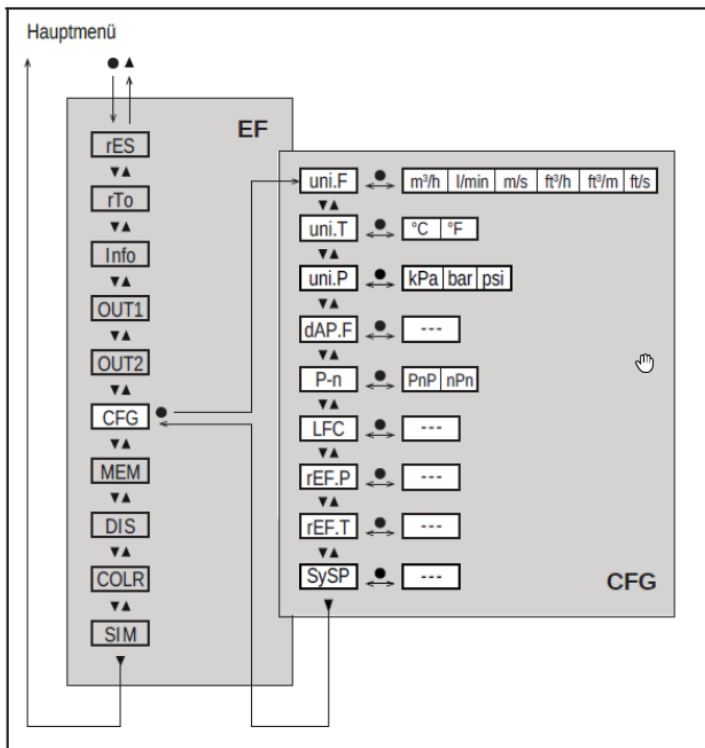 Hauptmenü
EF
rES
rTo
Info
OUT1
OUT2
CFG
MEM
DIS
COLR
SIM
uni.F m³/h l/min m/s ft³/h ft³/m ft/s
uni.T °C °F
uni.P kPa bar psi
dAP.F ---
P-n PnP nPn
LFC ---
rEF.P ---
rEF.T ---
SySP ---
CFG